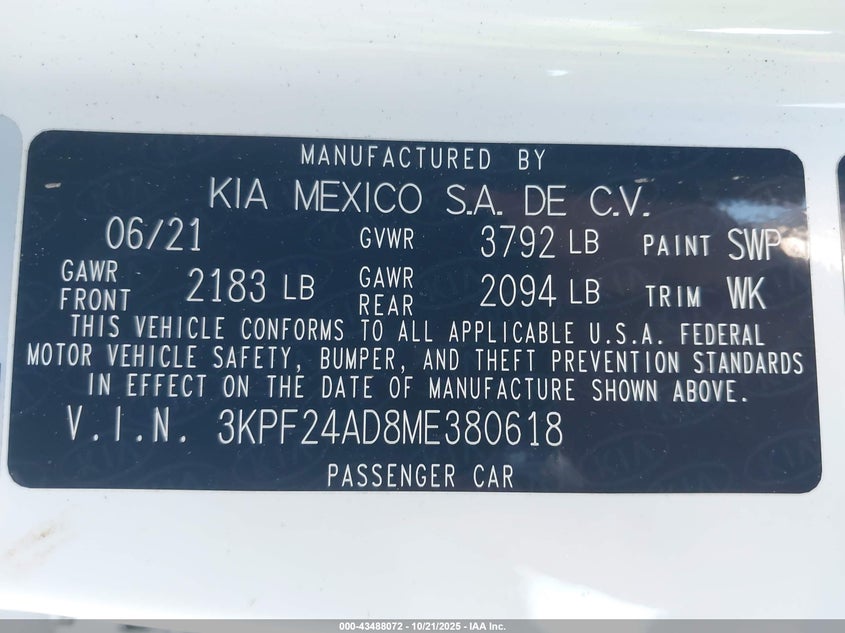 MANUFACTURED BY
KIA MEXICO S.A. DE C.V.
06/21 GVWR 3792 LB PAINT SWP
GAWR FRONT 2183 LB GAWR REAR 2094 LB TRIM WK
THIS VEHICLE CONFORMS TO ALL APPLICABLE U.S.A. FEDERAL
MOTOR VEHICLE SAFETY, BUMPER, AND THEFT PREVENTION STANDARDS
IN EFFECT ON THE DATE OF MANUFACTURE SHOWN ABOVE.
V.I.N. 3KPF24AD8ME380618
PASSENGER CAR
000-43488072 - 10/21/2025 - IAA Inc.